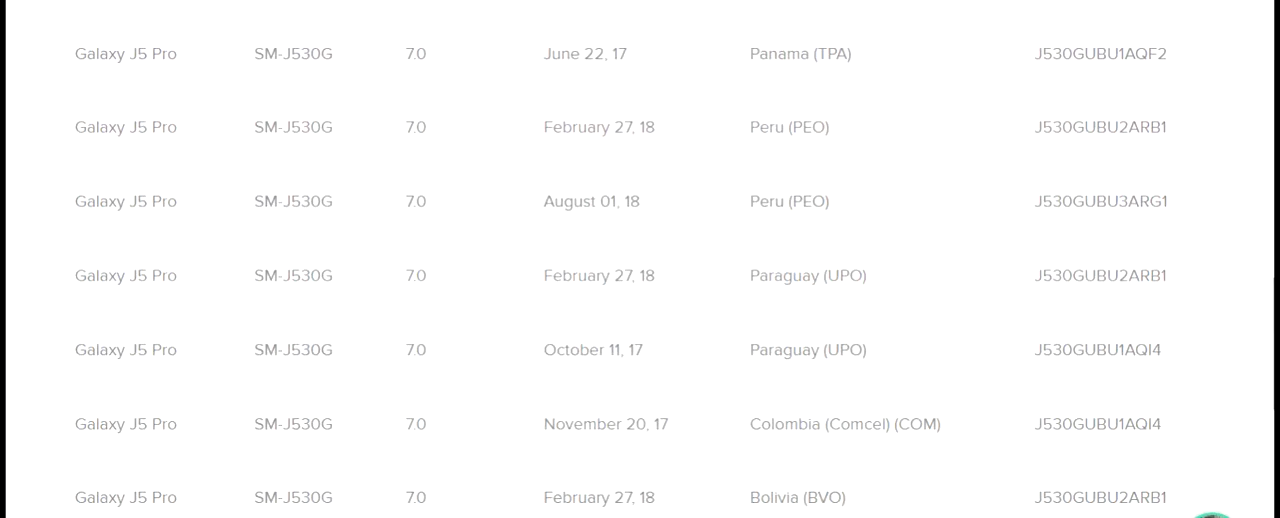 Galaxy J5 Pro SM-J530G 7.0 June 22, 17 Panama (TPA) J530GUBU1AQF2
Galaxy J5 Pro SM-J530G 7.0 February 27, 18 Peru (PEO) J530GUBU2ARB1
Galaxy J5 Pro SM-J530G 7.0 August 01, 18 Peru (PEO) J530GUBU3ARG1
Galaxy J5 Pro SM-J530G 7.0 February 27, 18 Paraguay (UPO) J530GUBU2ARB1
Galaxy J5 Pro SM-J530G 7.0 October 11, 17 Paraguay (UPO) J530GUBU1AQI4
Galaxy J5 Pro SM-J530G 7.0 November 20, 17 Colombia (Comcel) (COM) J530GUBU1AQI4
Galaxy J5 Pro SM-J530G 7.0 February 27, 18 Bolivia (BVO) J530GUBU2ARB1